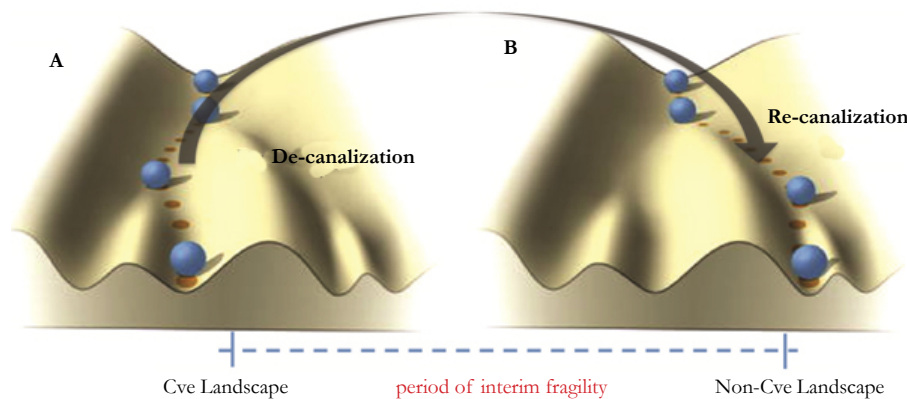 A
B
Re-canalization
De-canalization
Cve Landscape
period of interim fragility
Non-Cve Landscape